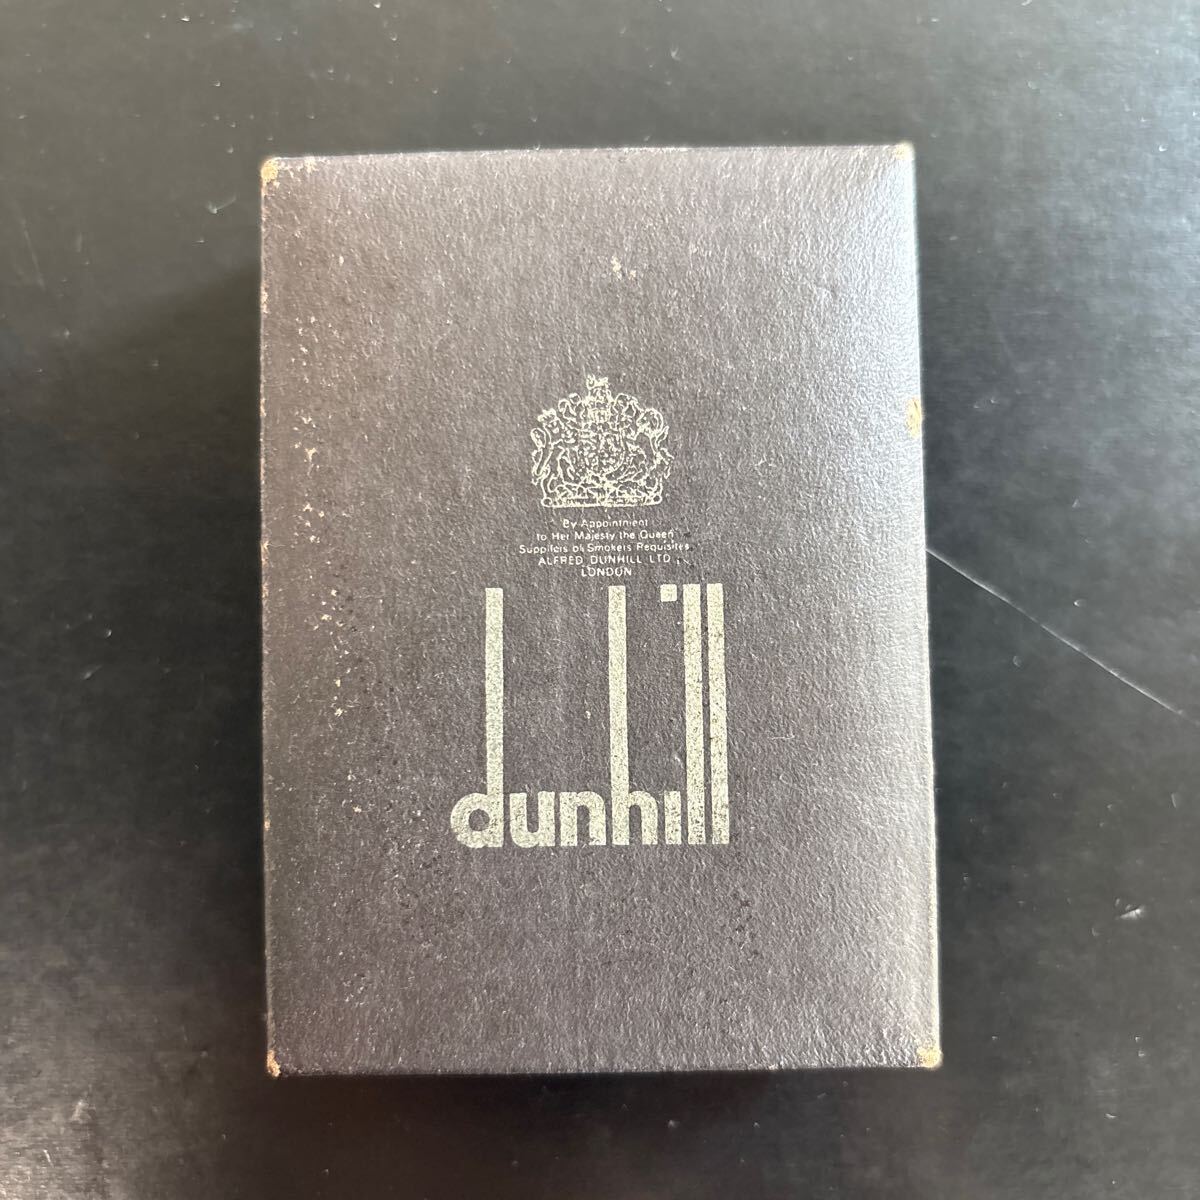 By Appointment
to Her Majesty the Queen
Suppliers of Smokers Requisites
ALFRED DUNHILL LTD.
LONDON
dunhill